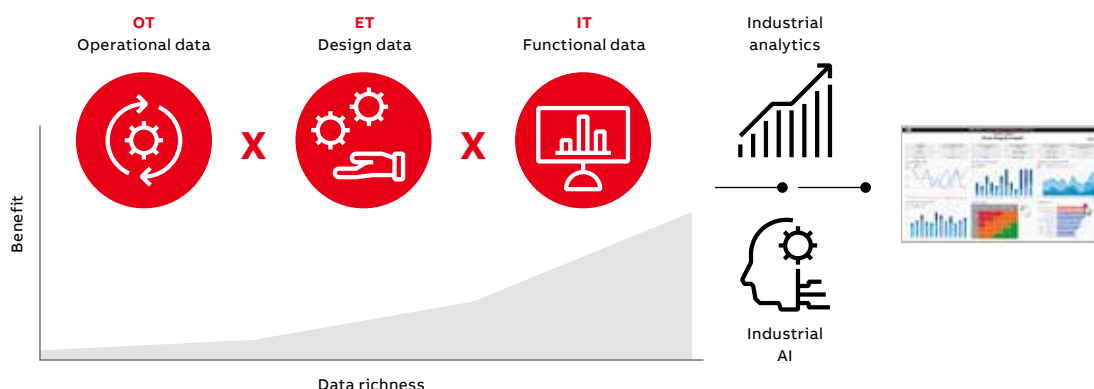 OT
Operational data
ET
Design data
IT
Functional data
Industrial
analytics
X
X
Benefit
Data richness
Industrial
AI